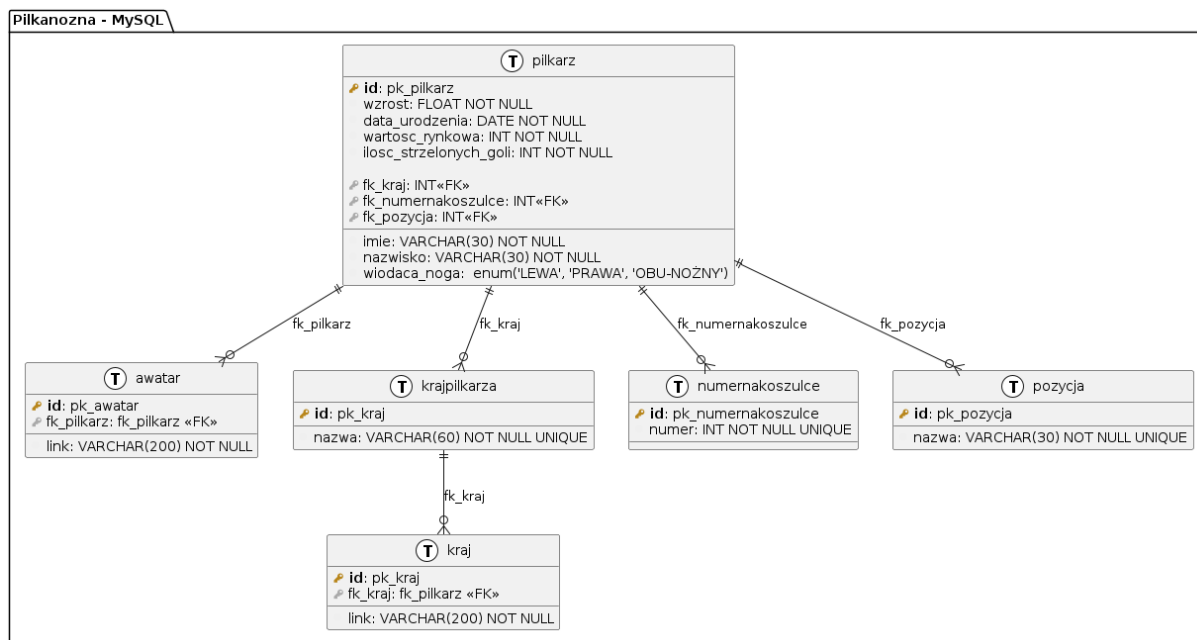 Pilkanozna - MySQL
T pilkarz
id: pk_pilkarz
wzrost: FLOAT NOT NULL
data_urodzenia: DATE NOT NULL
wartosc_rynkowa: INT NOT NULL
ilosc_strzelonych_goli: INT NOT NULL
fk_kraj: INT«FK»
fk_numernakoszulce: INT«FK»
fk_pozycja: INT«FK»
imie: VARCHAR(30) NOT NULL
nazwisko: VARCHAR(30) NOT NULL
wiodaca_noga: enum('LEWA', 'PRAWA', 'OBU-NOŻNY')
fk_pilkarz
fk_kraj
fk_numernakoszulce
fk_pozycja
T awatar
id: pk_awatar
fk_pilkarz: fk_pilkarz «FK»
link: VARCHAR(200) NOT NULL
T krajpilkarza
id: pk_kraj
nazwa: VARCHAR(60) NOT NULL UNIQUE
T numernakoszulce
id: pk_numernakoszulce
numer: INT NOT NULL UNIQUE
T pozycja
id: pk_pozycja
nazwa: VARCHAR(30) NOT NULL UNIQUE
fk_kraj
T kraj
id: pk_kraj
fk_kraj: fk_pilkarz «FK»
link: VARCHAR(200) NOT NULL